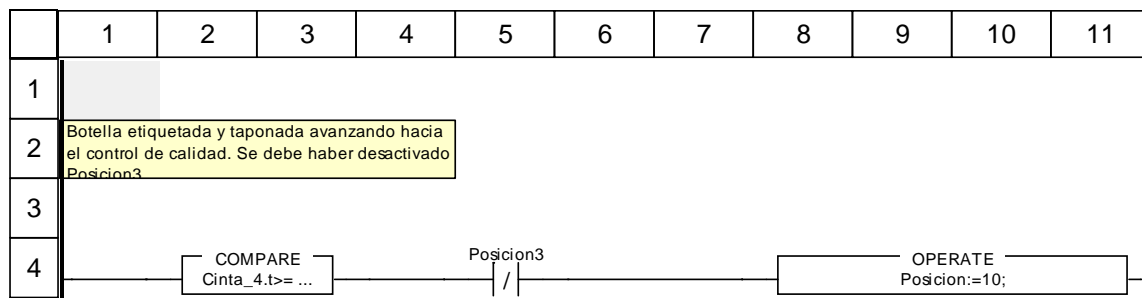 1 2 3 4 5 6 7 8 9 10 11
1
2
Botella etiquetada y taponada avanzando hacia
el control de calidad. Se debe haber desactivado
Posicion3
3
4
COMPARE
Cinta_4.t>= ...
Posicion3
/
OPERATE
Posicion:=10;